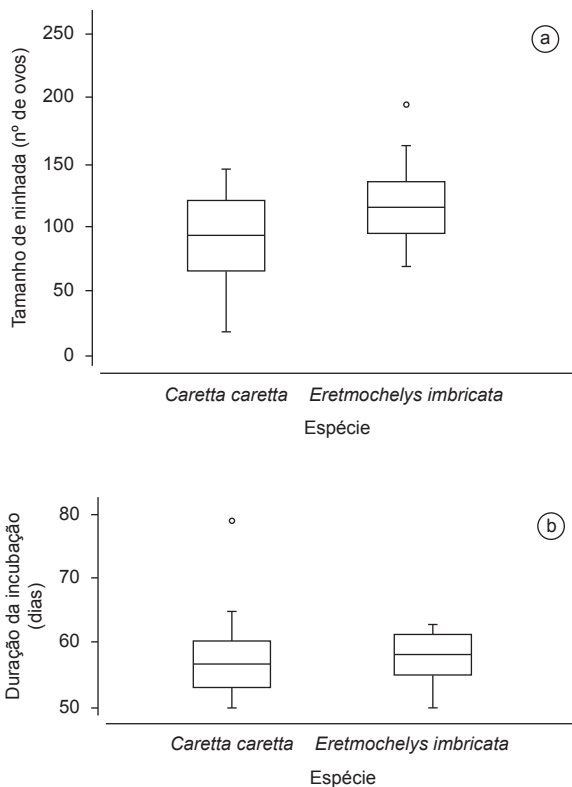 250
a
200
150
100
50
0
Tamanho de ninhada (nº de ovos)
Caretta caretta
Eretmochelys imbricata
Espécie
80
b
70
60
50
Duração da incubação
(dias)
Caretta caretta
Eretmochelys imbricata
Espécie